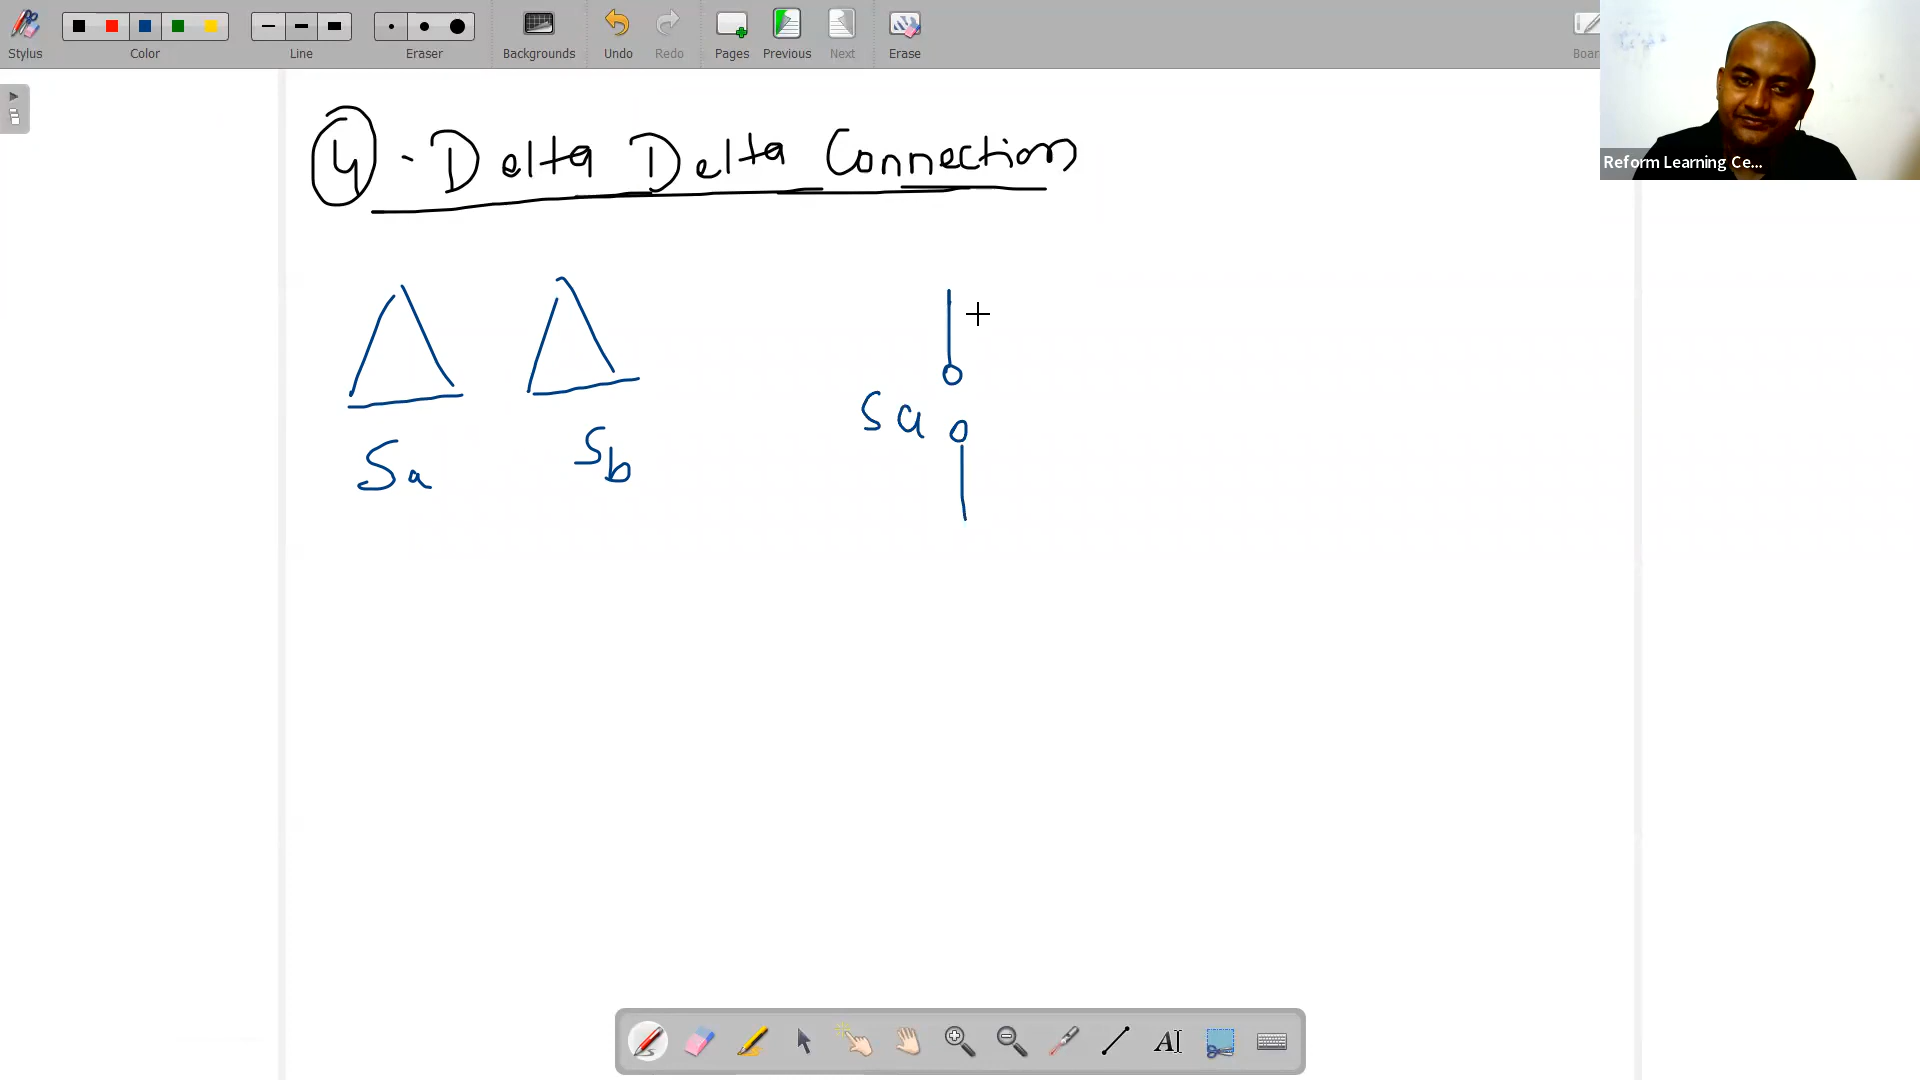 Stylus
Color
Line
Eraser
Backgrounds
Undo
Redo
Pages
Previous
Next
Erase
Reform Learning Ce...
4 - Delta Delta Connections
Sa
Sb
Sa